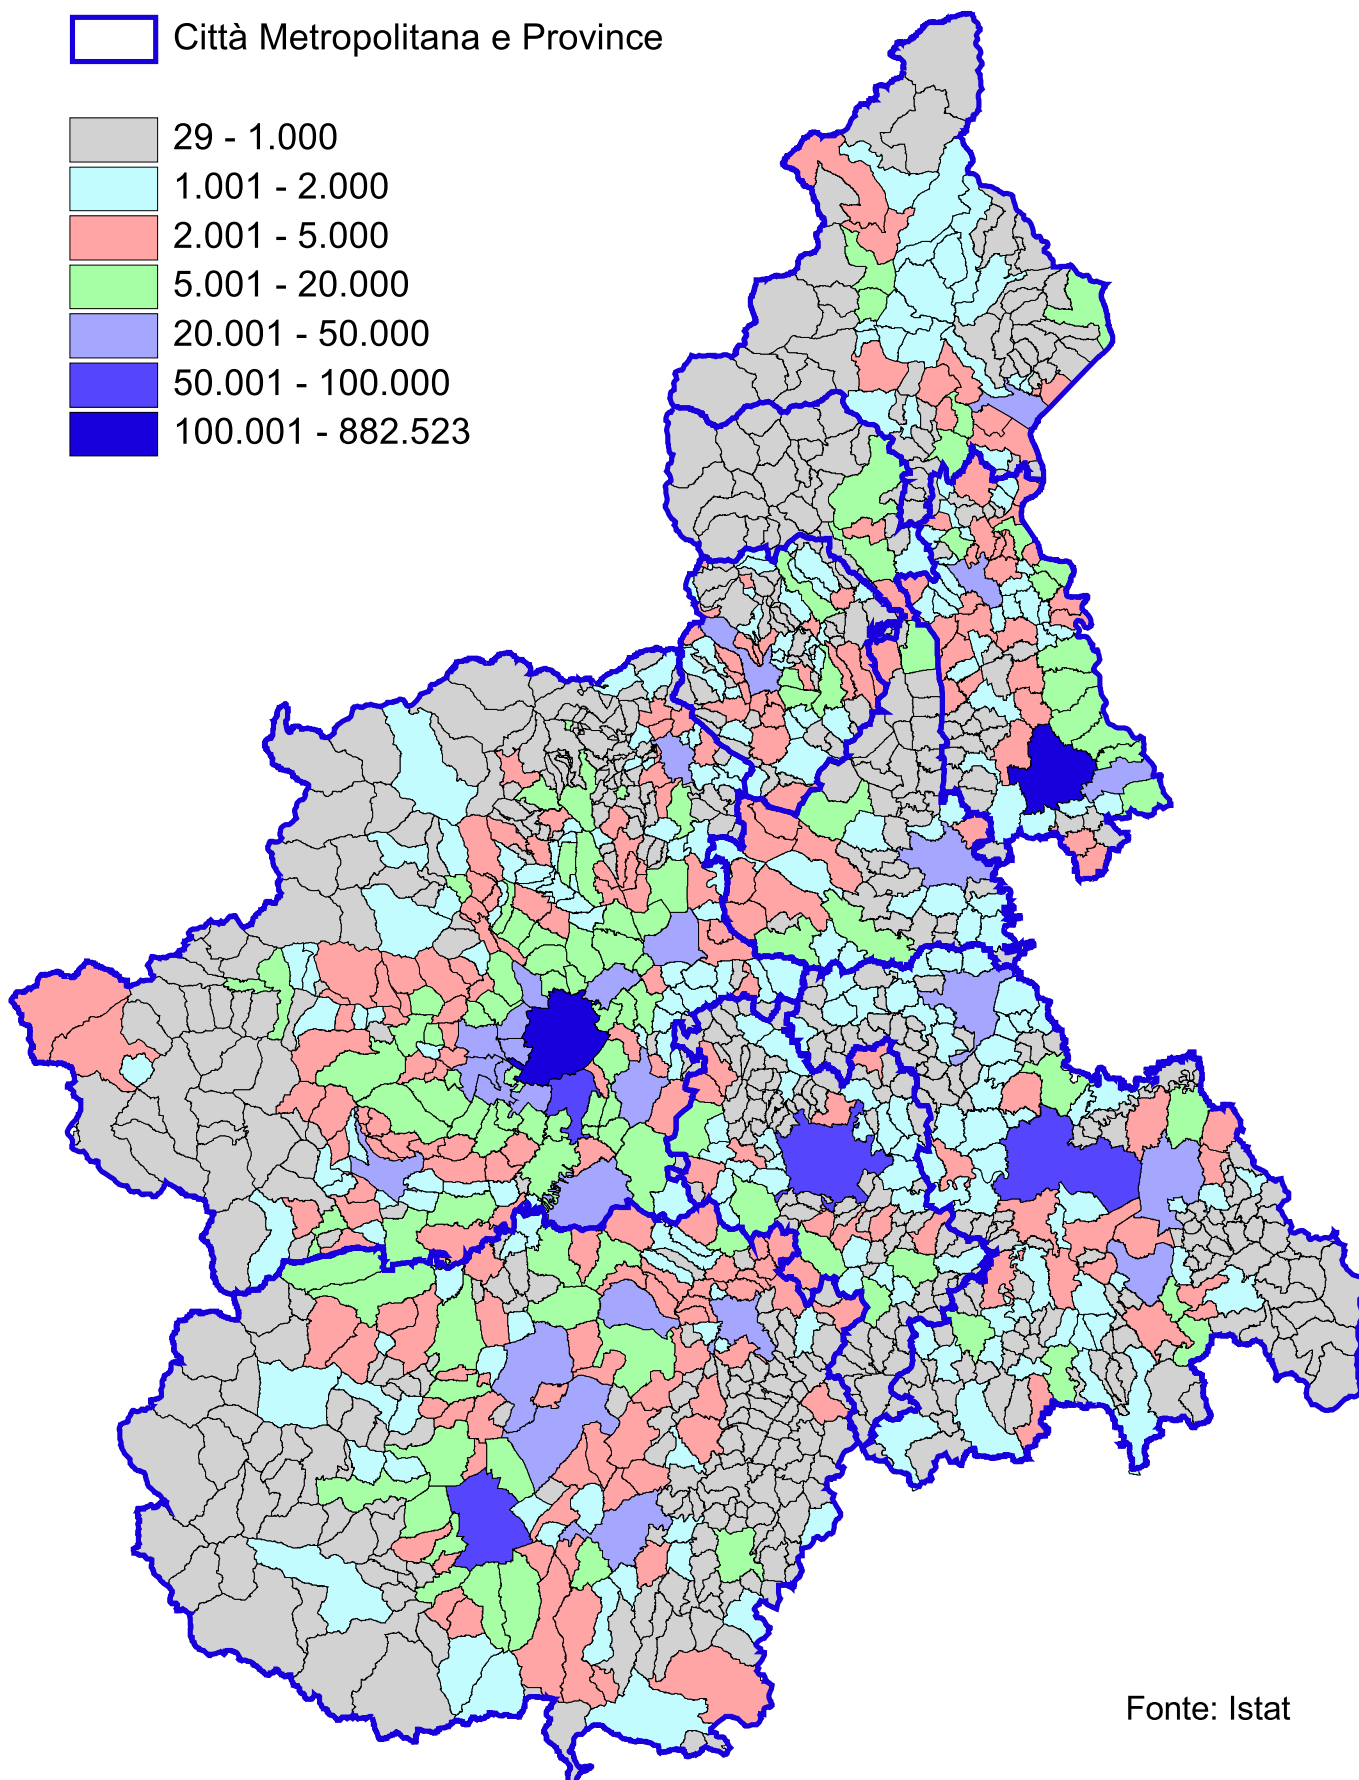 Città Metropolitana e Province
29 - 1.000
1.001 - 2.000
2.001 - 5.000
5.001 - 20.000
20.001 - 50.000
50.001 - 100.000
100.001 - 882.523
Fonte: Istat